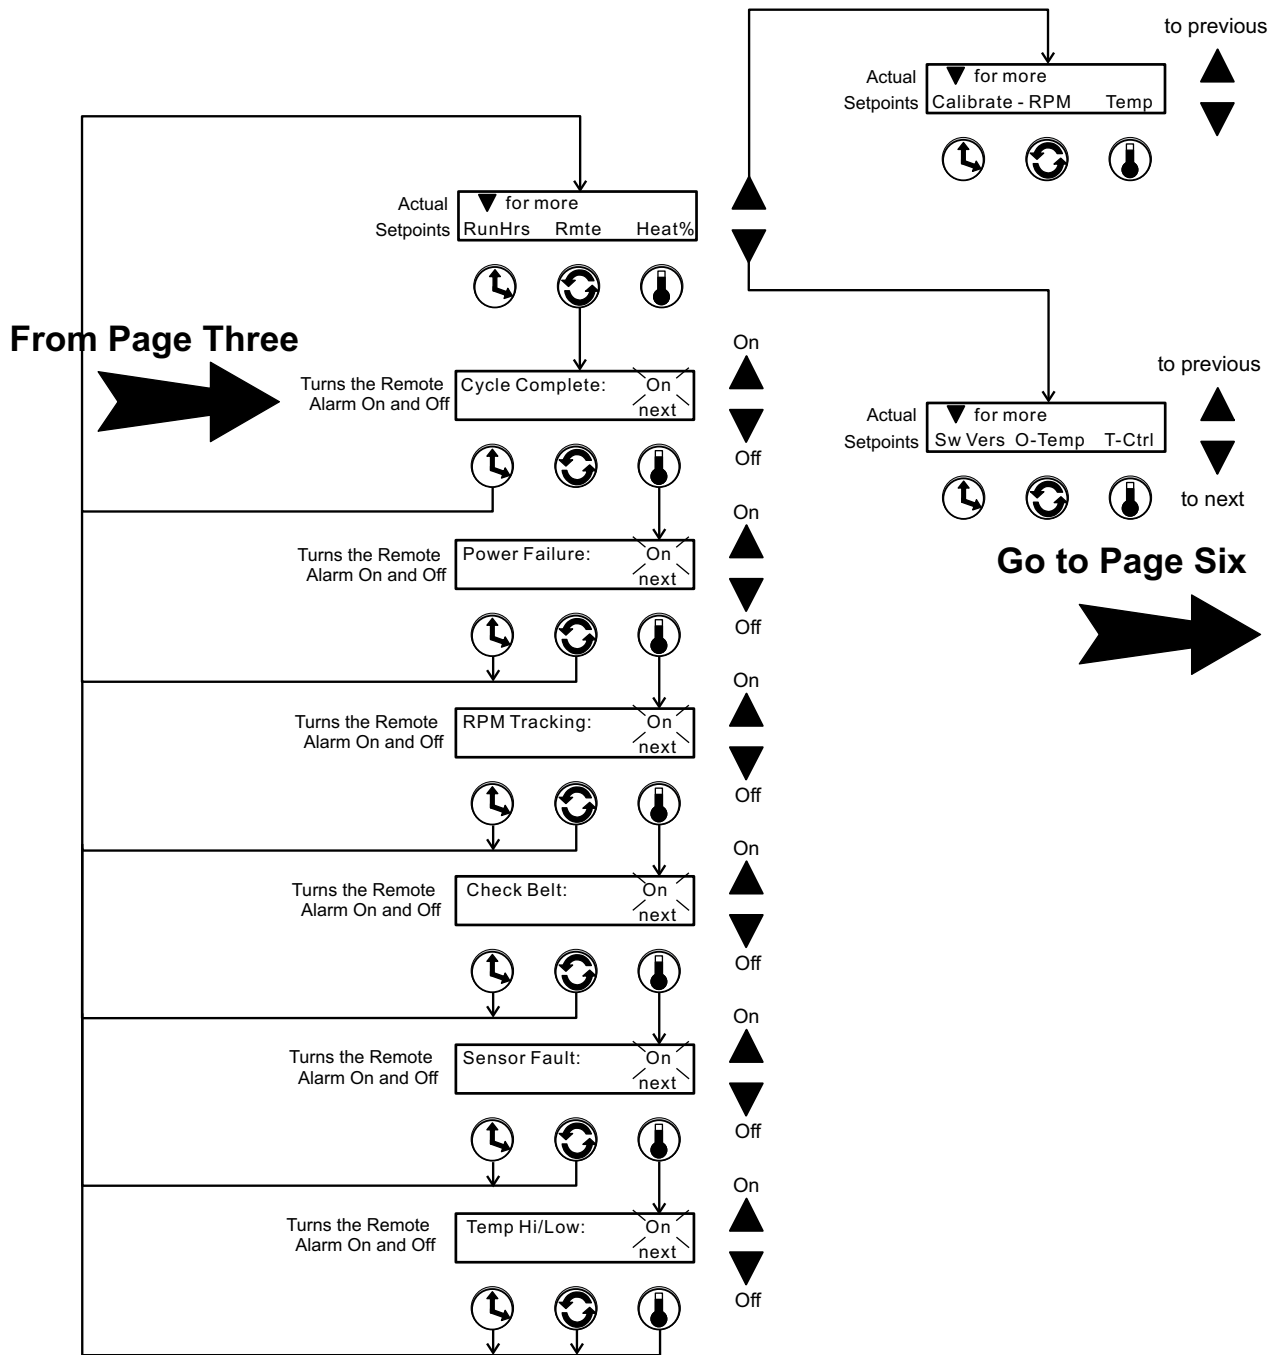 to previous
Actual
▼ for more
Setpoints
Calibrate - RPM Temp
Actual
▼ for more
Setpoints
RunHrs Rmte Heat%
From Page Three
Turns the Remote
Alarm On and Off
Cycle Complete: On
next
On
Off
to previous
Actual
▼ for more
Setpoints
Sw Vers O-Temp T-Ctrl
to next
Go to Page Six
Turns the Remote
Alarm On and Off
Power Failure: On
next
On
Off
Turns the Remote
Alarm On and Off
RPM Tracking: On
next
On
Off
Turns the Remote
Alarm On and Off
Check Belt: On
next
On
Off
Turns the Remote
Alarm On and Off
Sensor Fault: On
next
On
Off
Turns the Remote
Alarm On and Off
Temp Hi/Low: On
next
On
Off